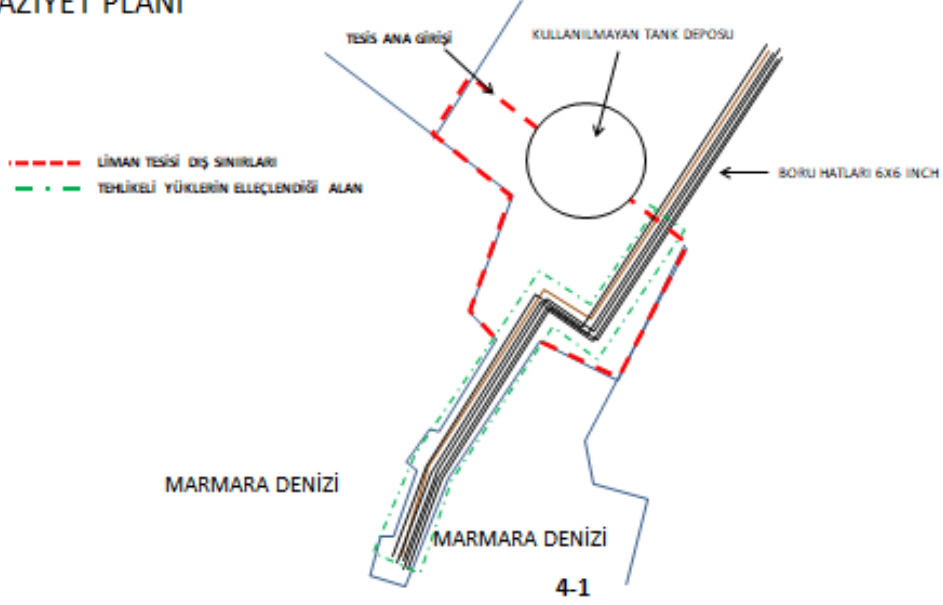 AZİYET PLANI
TESİS ANA GİRİŞİ
KULLANILMAYAN TANK DEPOSU
LİMAN TESİSİ DIŞ SINIRLARI
TEHLİKELİ YÜKLERİN ELLEÇLENDİĞİ ALAN
BORU HATLARI 6X6 INCH
MARMARA DENİZİ
MARMARA DENİZİ
4-1